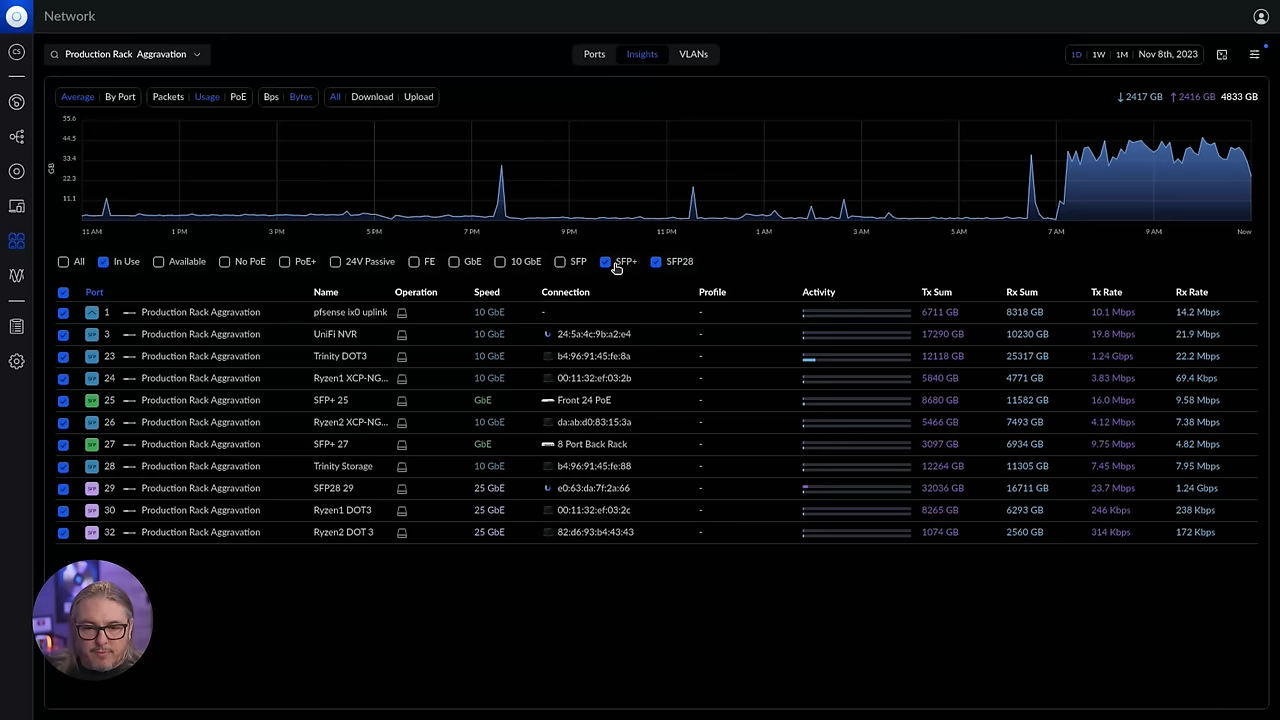 Network
CS
Production Rack Aggravation
Ports Insights VLANs
1D 1W 1M Nov 8th, 2023
Average By Port Packets Usage PoE Bps Bytes All Download Upload
↓ 2417 GB ↑ 2416 GB 4833 GB
55.6
44.5
33.4
22.3
11.1
GB
11 AM 1 PM 3 PM 5 PM 7 PM 9 PM 11 PM 1 AM 3 AM 5 AM 7 AM 9 AM Now
All In Use Available No PoE PoE+ 24V Passive FE GbE 10 GbE SFP SFP+ SFP28
Port Name Operation Speed Connection Profile Activity Tx Sum Rx Sum Tx Rate Rx Rate
1 Production Rack Aggravation pfsense ix0 uplink 10 GbE - - 6711 GB 8318 GB 10.1 Mbps 14.2 Mbps
SFP 3 Production Rack Aggravation UniFi NVR 10 GbE 24:5a:4c:9b:a2:e4 - 17290 GB 10230 GB 19.8 Mbps 21.9 Mbps
SFP 23 Production Rack Aggravation Trinity DOT3 10 GbE b4:96:91:45:fe:8a - 12118 GB 25317 GB 1.24 Gbps 22.2 Mbps
SFP 24 Production Rack Aggravation Ryzen1 XCP-NG... 10 GbE 00:11:32:ef:03:2b - 5840 GB 4771 GB 3.83 Mbps 69.4 Kbps
SFP 25 Production Rack Aggravation SFP+ 25 GbE Front 24 PoE - 8680 GB 11582 GB 16.0 Mbps 9.58 Mbps
SFP 26 Production Rack Aggravation Ryzen2 XCP-NG... 10 GbE da:ab:d0:83:15:3a - 5466 GB 7493 GB 4.12 Mbps 7.38 Mbps
SFP 27 Production Rack Aggravation SFP+ 27 GbE 8 Port Back Rack - 3097 GB 6934 GB 9.75 Mbps 4.82 Mbps
SFP 28 Production Rack Aggravation Trinity Storage 10 GbE b4:96:91:45:fe:88 - 12264 GB 11305 GB 7.45 Mbps 7.95 Mbps
SFP 29 Production Rack Aggravation SFP28 29 25 GbE e0:63:da:7f:2a:66 - 32036 GB 16711 GB 23.7 Mbps 1.24 Gbps
SFP 30 Production Rack Aggravation Ryzen1 DOT3 25 GbE 00:11:32:ef:03:2c - 8265 GB 6293 GB 246 Kbps 238 Kbps
SFP 32 Production Rack Aggravation Ryzen2 DOT 3 25 GbE 82:d6:93:b4:43:43 - 1074 GB 2560 GB 314 Kbps 172 Kbps